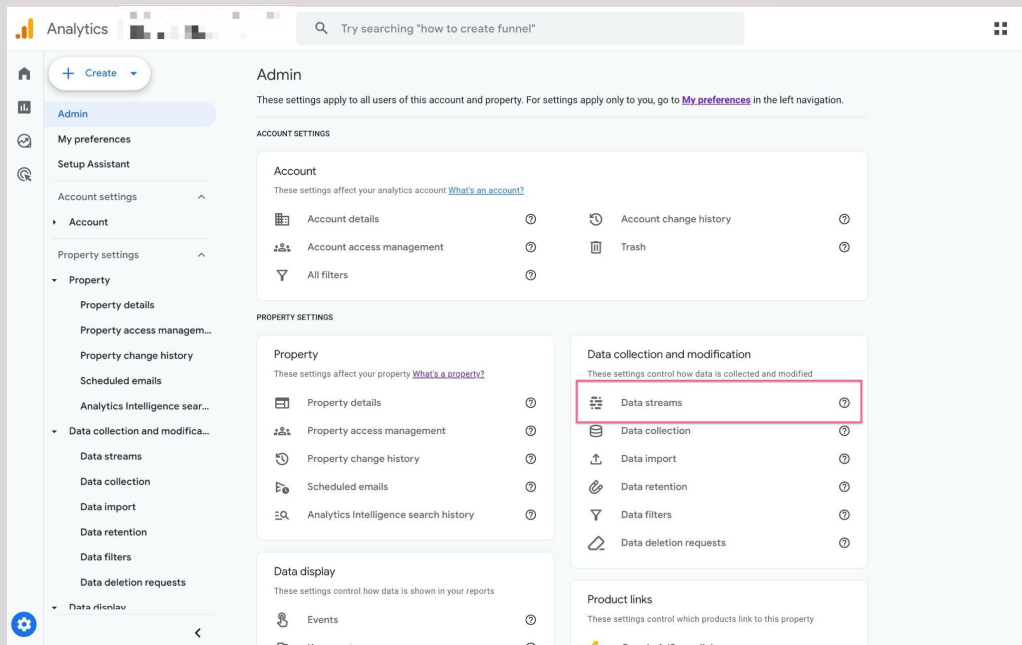 Analytics
Try searching "how to create funnel"
Create
Admin
My preferences
Setup Assistant
Account settings
Account
Property settings
Property
Property details
Property access managem...
Property change history
Scheduled emails
Analytics Intelligence sear...
Data collection and modifica...
Data streams
Data collection
Data import
Data retention
Data filters
Data deletion requests
Data display
Admin
These settings apply to all users of this account and property. For settings apply only to you, go to My preferences in the left navigation.
ACCOUNT SETTINGS
Account
These settings affect your analytics account What's an account?
Account details
Account access management
All filters
Account change history
Trash
PROPERTY SETTINGS
Property
These settings affect your property What's a property?
Property details
Property access management
Property change history
Scheduled emails
Analytics Intelligence search history
Data display
These settings control how data is shown in your reports
Events
Data collection and modification
These settings control how data is collected and modified
Data streams
Data collection
Data import
Data retention
Data filters
Data deletion requests
Product links
These settings control which products link to this property